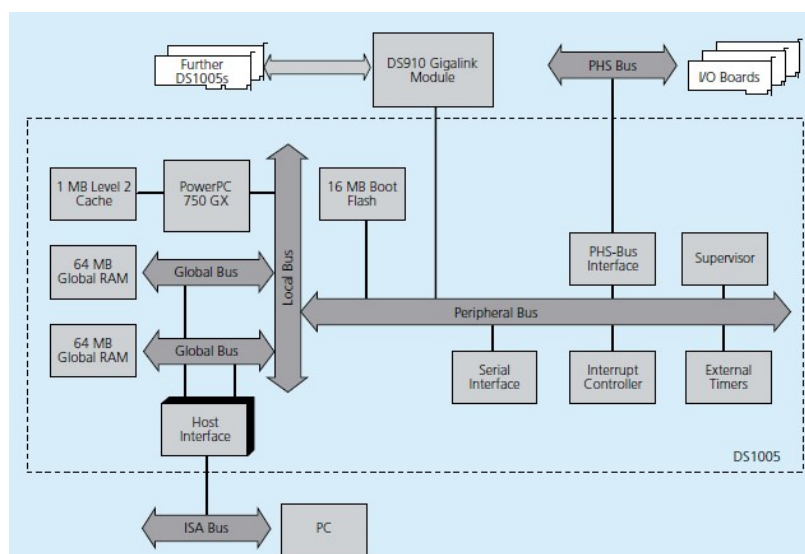 Further
DS1005s
DS910 Gigalink
Module
PHS Bus
I/O Boards
1 MB Level 2
Cache
PowerPC
750 GX
16 MB Boot
Flash
64 MB
Global RAM
Global Bus
Local Bus
PHS-Bus
Interface
Supervisor
Peripheral Bus
64 MB
Global RAM
Global Bus
Serial
Interface
Interrupt
Controller
External
Timers
Host
Interface
DS1005
ISA Bus
PC